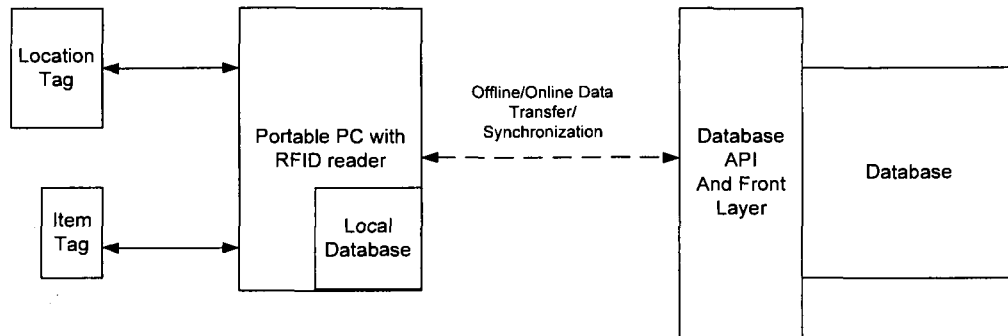 Location
Tag
Item
Tag
Portable PC with
RFID reader
Local
Database
Offline/Online Data
Transfer/
Synchronization
Database
API
And Front
Layer
Database